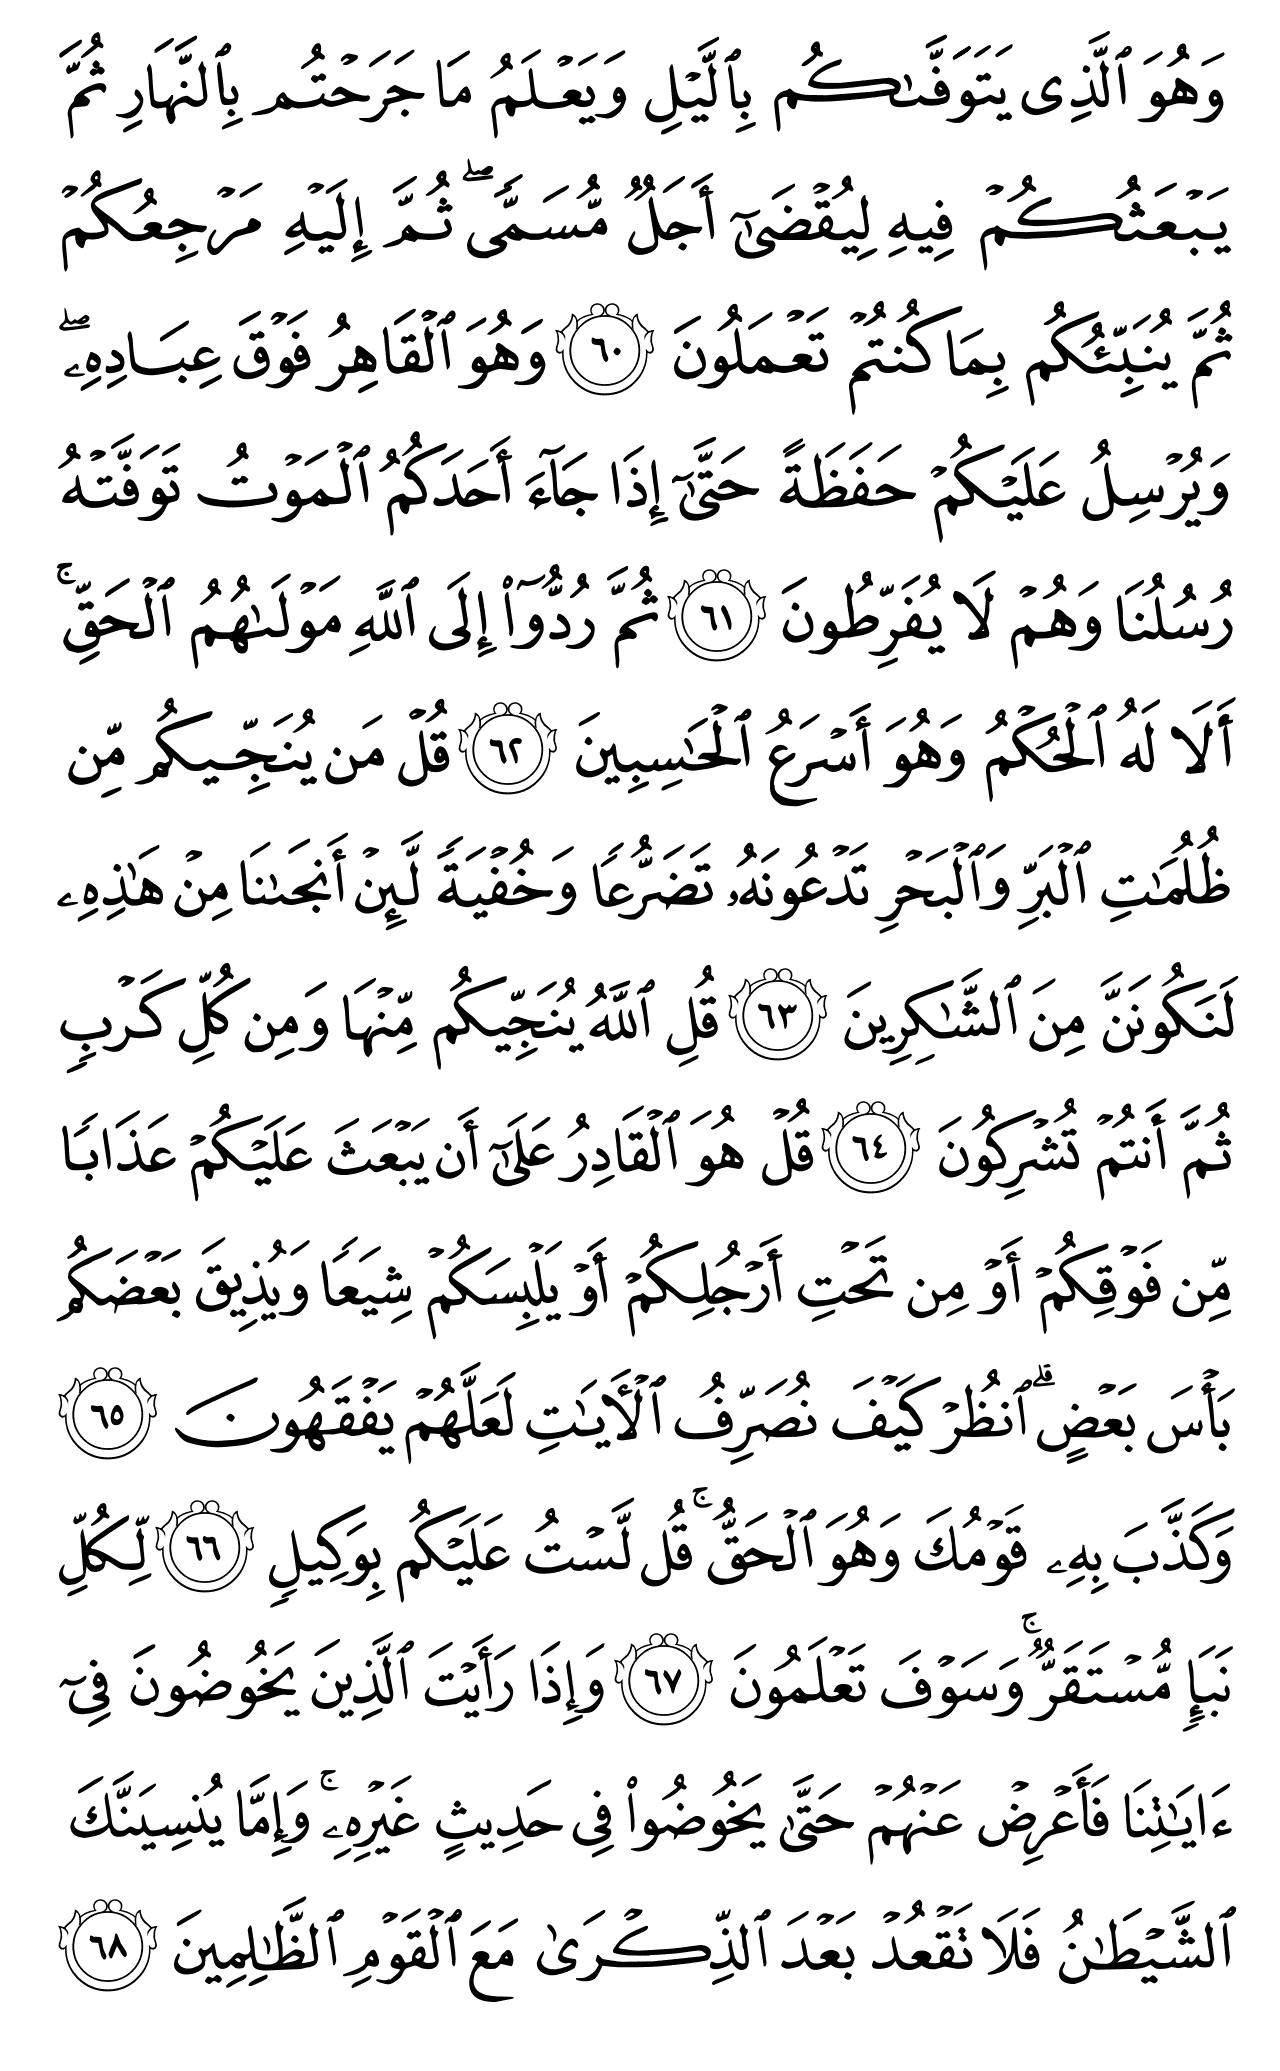 وَهُوَ ٱلَّذِى يَتَوَفَّىٰكُم بِٱلَّيْلِ وَيَعْلَمُ مَا جَرَحْتُم بِٱلنَّهَارِ ثُمَّ
يَبْعَثُكُمْ فِيهِ لِيُقْضَىٰٓ أَجَلٌ مُّسَمًّى ۖ ثُمَّ إِلَيْهِ مَرْجِعُكُمْ
ثُمَّ يُنَبِّئُكُم بِمَا كُنتُمْ تَعْمَلُونَ ٦٠ وَهُوَ ٱلْقَاهِرُ فَوْقَ عِبَادِهِۦ ۖ
وَيُرْسِلُ عَلَيْكُمْ حَفَظَةً حَتَّىٰٓ إِذَا جَآءَ أَحَدَكُمُ ٱلْمَوْتُ تَوَفَّتْهُ
رُسُلُنَا وَهُمْ لَا يُفَرِّطُونَ ٦١ ثُمَّ رُدُّوٓا۟ إِلَى ٱللَّهِ مَوْلَىٰهُمُ ٱلْحَقِّ ۚ
أَلَا لَهُ ٱلْحُكْمُ وَهُوَ أَسْرَعُ ٱلْحَـٰسِبِينَ ٦٢ قُلْ مَن يُنَجِّيكُم مِّن
ظُلُمَـٰتِ ٱلْبَرِّ وَٱلْبَحْرِ تَدْعُونَهُۥ تَضَرُّعًا وَخُفْيَةً لَّئِنْ أَنجَىٰنَا مِنْ هَـٰذِهِۦ
لَنَكُونَنَّ مِنَ ٱلشَّـٰكِرِينَ ٦٣ قُلِ ٱللَّهُ يُنَجِّيكُم مِّنْهَا وَمِن كُلِّ كَرْبٍ
ثُمَّ أَنتُمْ تُشْرِكُونَ ٦٤ قُلْ هُوَ ٱلْقَادِرُ عَلَىٰٓ أَن يَبْعَثَ عَلَيْكُمْ عَذَابًا
مِّن فَوْقِكُمْ أَوْ مِن تَحْتِ أَرْجُلِكُمْ أَوْ يَلْبِسَكُمْ شِيَعًا وَيُذِيقَ بَعْضَكُم
بَأْسَ بَعْضٍ ۗ ٱنظُرْ كَيْفَ نُصَرِّفُ ٱلْـَٔايَـٰتِ لَعَلَّهُمْ يَفْقَهُونَ ٦٥
وَكَذَّبَ بِهِۦ قَوْمُكَ وَهُوَ ٱلْحَقُّ ۚ قُل لَّسْتُ عَلَيْكُم بِوَكِيلٍ ٦٦ لِّكُلِّ
نَبَإٍ مُّسْتَقَرٌّ ۚ وَسَوْفَ تَعْلَمُونَ ٦٧ وَإِذَا رَأَيْتَ ٱلَّذِينَ يَخُوضُونَ فِىٓ
ءَايَـٰتِنَا فَأَعْرِضْ عَنْهُمْ حَتَّىٰ يَخُوضُوا۟ فِى حَدِيثٍ غَيْرِهِۦ ۚ وَإِمَّا يُنسِيَنَّكَ
ٱلشَّيْطَـٰنُ فَلَا تَقْعُدْ بَعْدَ ٱلذِّكْرَىٰ مَعَ ٱلْقَوْمِ ٱلظَّـٰلِمِينَ ٦٨